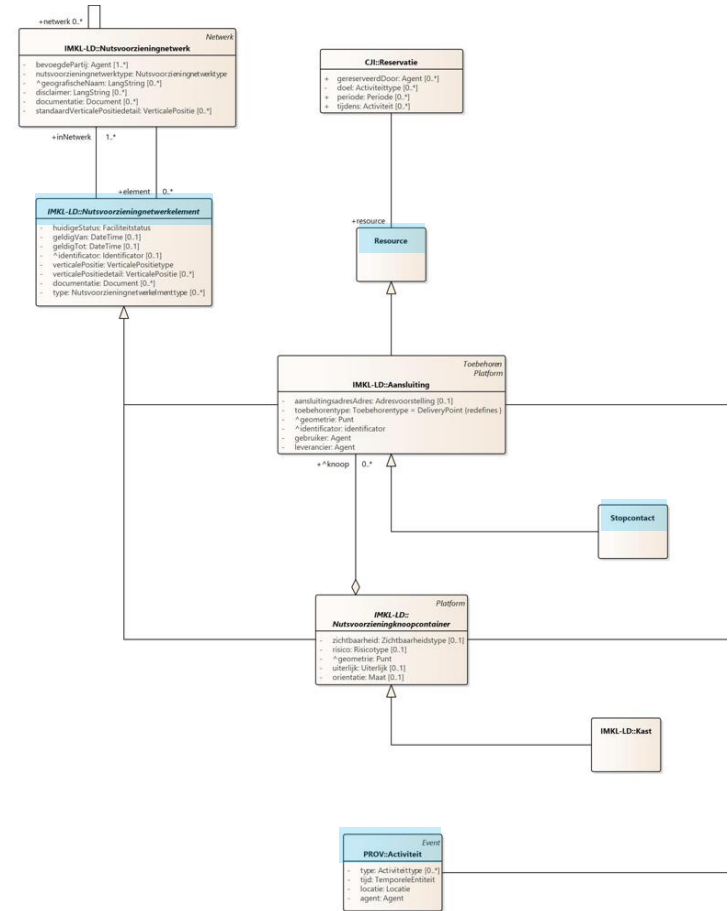 +netwerk 0..*
Netwerk
IMKL-LD::Nutsvoorzieningnetwerk
- bevoegdePartij: Agent [1..*]
- nutsvoorzieningnetwerktype: Nutsvoorzieningnetwerktype
- ^geografischeNaam: LangString [0..*]
- disclaimer: LangString [0..*]
- documentatie: Document [0..*]
- standaardVerticalePositiedetail: VerticalePositie [0..*]
+inNetwerk 1..*
+element 0..*
IMKL-LD::Nutsvoorzieningnetwerkelement
- huidigeStatus: Faciliteitstatus
- geldigVan: DateTime [0..1]
- geldigTot: DateTime [0..1]
- ^identificator: Identificator [0..1]
- verticalePositie: VerticalePositietype
- verticalePositiedetail: VerticalePositie [0..*]
- documentatie: Document [0..*]
- type: Nutsvoorzieningnetwerkelmenttype [0..*]
CJI::Reservatie
+ gereserveerdDoor: Agent [0..*]
- doel: Activiteittype [0..*]
+ periode: Periode [0..*]
+ tijdens: Activiteit [0..*]
+resource
Resource
Toebehoren
Platform
IMKL-LD::Aansluiting
- aansluitingsadresAdres: Adresvoorstelling [0..1]
- toebehorentype: Toebehorentype = DeliveryPoint {redefines }
- ^geometrie: Punt
- ^identificator: identificator
- gebruiker: Agent
- leverancier: Agent
+^knoop 0..*
Stopcontact
Platform
IMKL-LD::
Nutsvoorzieningknoopcontainer
- zichtbaarheid: Zichtbaarheidstype [0..1]
- risico: Risicotype [0..1]
- ^geometrie: Punt
- uiterlijk: Uiterlijk [0..1]
- orientatie: Maat [0..1]
IMKL-LD::Kast
Event
PROV::Activiteit
- type: Activiteittype [0..*]
- tijd: TemporeleEntiteit
- locatie: Locatie
- agent: Agent